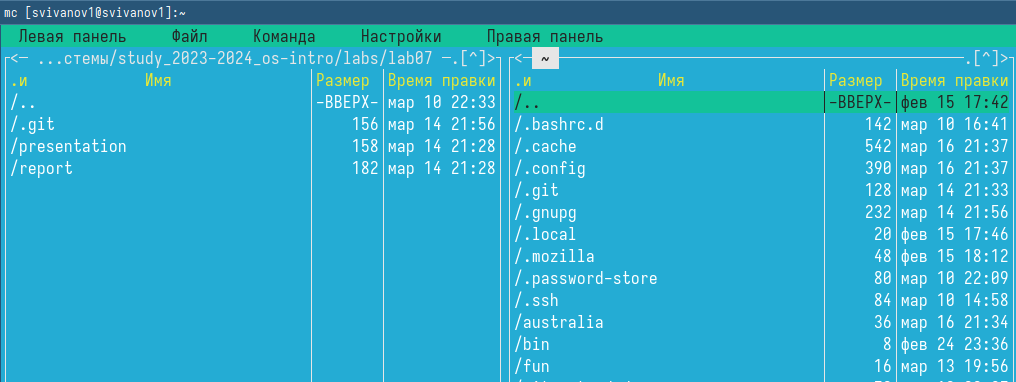 mc [svivanov1@svivanov1]:~
Левая панель Файл Команда Настройки Правая панель
<— ...стемы/study_2023-2024_os-intro/labs/lab07 —.[^]>
.и Имя Размер Время правки
/.. -ВВЕРХ- мар 10 22:33
/.git 156 мар 14 21:56
/presentation 158 мар 14 21:28
/report 182 мар 14 21:28
<— ~ .[^]>
.и Имя Размер Время правки
/.. -ВВЕРХ- фев 15 17:42
/.bashrc.d 142 мар 10 16:41
/.cache 542 мар 16 21:37
/.config 390 мар 16 21:37
/.git 128 мар 14 21:33
/.gnupg 232 мар 14 21:56
/.local 20 фев 15 17:46
/.mozilla 48 фев 15 18:12
/.password-store 80 мар 10 22:09
/.ssh 84 мар 10 14:58
/australia 36 мар 16 21:34
/bin 8 фев 24 23:36
/fun 16 мар 13 19:56